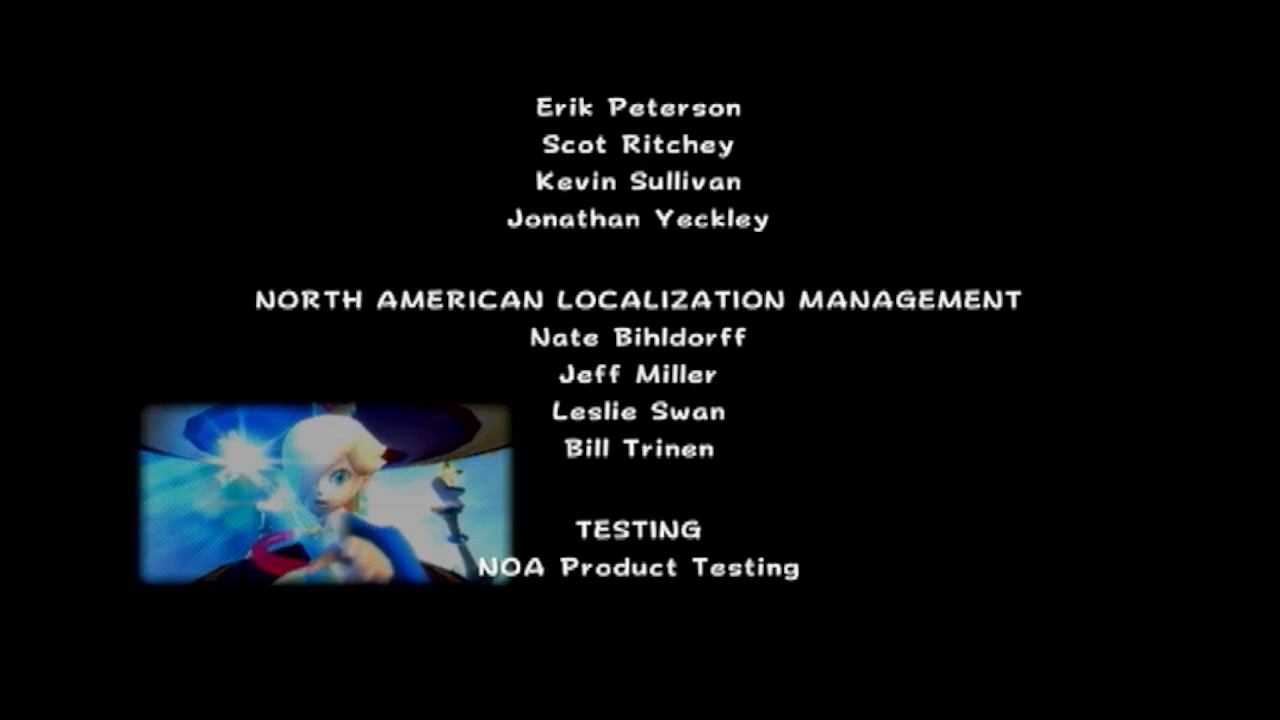 Erik Peterson
Scot Ritchey
Kevin Sullivan
Jonathan Yeckley
NORTH AMERICAN LOCALIZATION MANAGEMENT
Nate Bihldorff
Jeff Miller
Leslie Swan
Bill Trinen
TESTING
NOA Product Testing